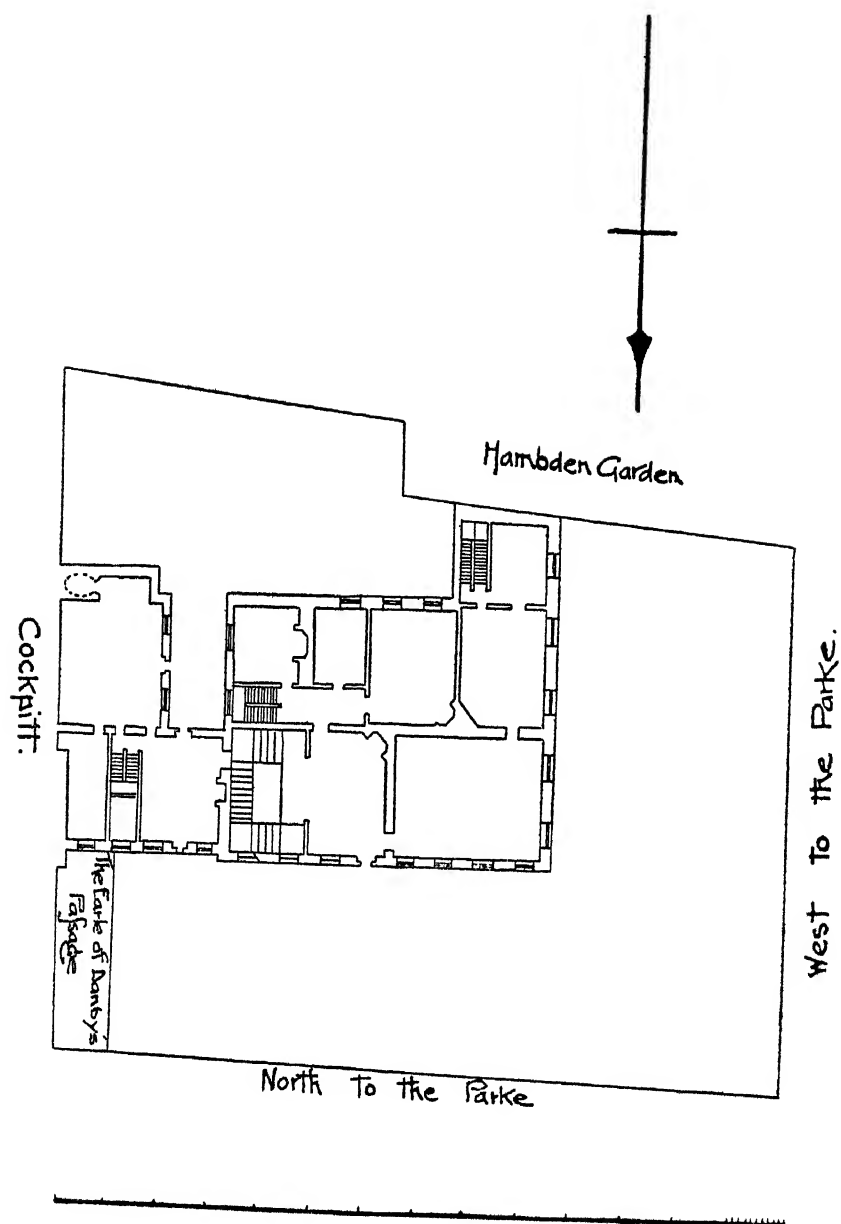 Hambden Garden
Cockpitt.
West to the Parke.
The Earle of Danby's
Paſsage
North to the Parke